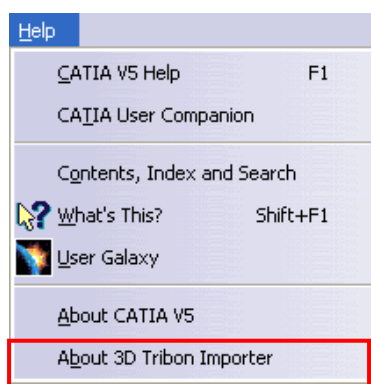 Help
CATIA V5 Help F1
CATIA User Companion
Contents, Index and Search
What's This? Shift+F1
User Galaxy
About CATIA V5
About 3D Tribon Importer